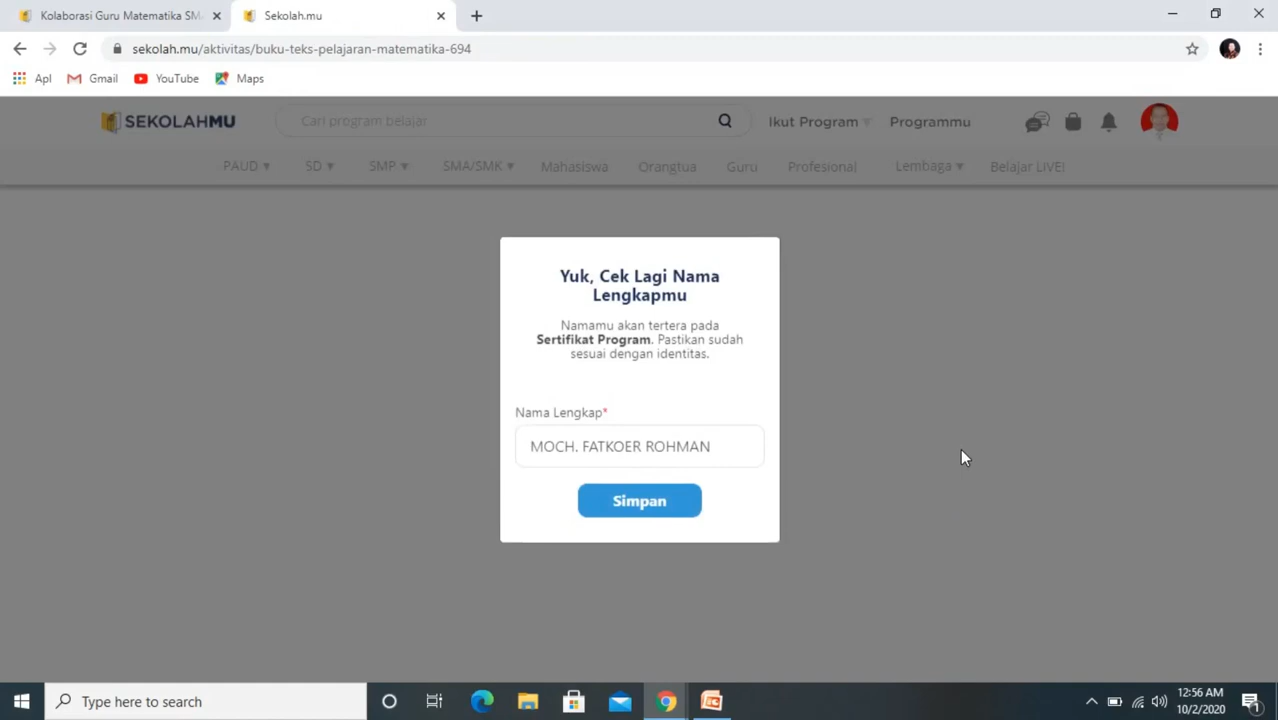 Kolaborasi Guru Matematika SMA
Sekolah.mu
sekolah.mu/aktivitas/buku-teks-pelajaran-matematika-694
Apl
Gmail
YouTube
Maps
SEKOLAHMU
Cari program belajar
Ikut Program
Programmu
PAUD
SD
SMP
SMA/SMK
Mahasiswa
Orangtua
Guru
Profesional
Lembaga
Belajar LIVE!
Yuk, Cek Lagi Nama
Lengkapmu
Namamu akan tertera pada
Sertifikat Program. Pastikan sudah
sesuai dengan identitas.
Nama Lengkap*
MOCH. FATKOER ROHMAN
Simpan
Type here to search
12:56 AM
10/2/2020
1